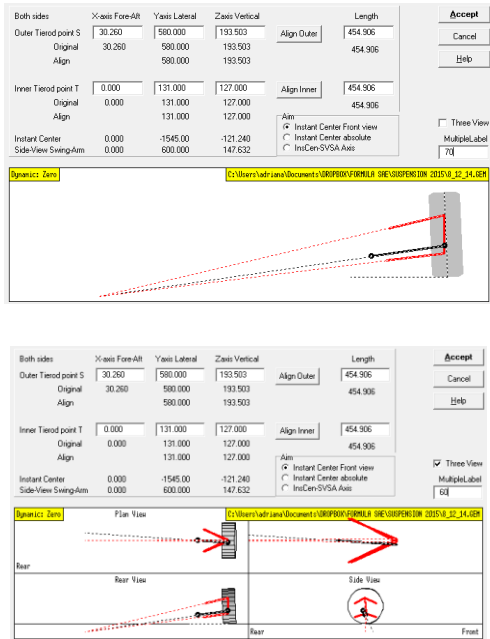 Both sides X-axis Fore-Aft Yaxis Lateral Zaxis Vertical Length Accept
Outer Tierod point S 30.260 580.000 193.503 Align Outer 454.906 Cancel
Original 30.260 580.000 193.503 454.906
Align 580.000 193.503 Help
Inner Tierod point T 0.000 131.000 127.000 Align Inner 454.906
Original 0.000 131.000 127.000 454.906
Align 131.000 127.000 Aim
Instant Center Front view Three View
Instant Center 0.000 -1545.00 -121.240 Instant Center absolute MultipleLabel
Side-View Swing-Arm 0.000 600.000 147.632 InsCen-SVSA Axis 70
Dynamic: Zero C:\Users\adriana\Documents\DROPBOX\FORMULA SAE\SUSPENSION 2015\8_12_14.GEM
Both sides X-axis Fore-Aft Yaxis Lateral Zaxis Vertical Length Accept
Outer Tierod point S 30.260 580.000 193.503 Align Outer 454.906 Cancel
Original 30.260 580.000 193.503 454.906
Align 580.000 193.503 Help
Inner Tierod point T 0.000 131.000 127.000 Align Inner 454.906
Original 0.000 131.000 127.000 454.906
Align 131.000 127.000 Aim
Instant Center Front view Three View
Instant Center 0.000 -1545.00 -121.240 Instant Center absolute MultipleLabel
Side-View Swing-Arm 0.000 600.000 147.632 InsCen-SVSA Axis 60
Dynamic: Zero Plan View C:\Users\adriana\Documents\DROPBOX\FORMULA SAE\SUSPENSION 2015\8_12_14.GEM
Rear
Rear View Side View
Rear Front